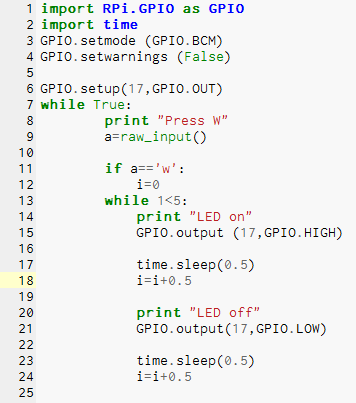 1 import RPi.GPIO as GPIO
2 import time
3 GPIO.setmode (GPIO.BCM)
4 GPIO.setwarnings (False)
5
6 GPIO.setup(17,GPIO.OUT)
7 while True:
8         print "Press W"
9         a=raw_input()
10
11         if a=='w':
12             i=0
13         while 1<5:
14             print "LED on"
15             GPIO.output (17,GPIO.HIGH)
16
17             time.sleep(0.5)
18             i=i+0.5
19
20             print "LED off"
21             GPIO.output(17,GPIO.LOW)
22
23             time.sleep(0.5)
24             i=i+0.5
25